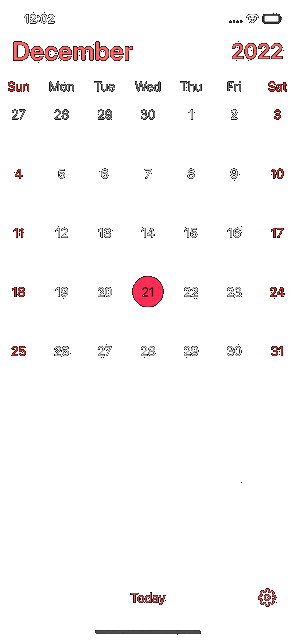 12:02
December 2022
Sun Mon Tue Wed Thu Fri Sat
27 28 29 30 1 2 3
4 5 6 7 8 9 10
11 12 13 14 15 16 17
18 19 20 21 22 23 24
25 26 27 28 29 30 31
Today